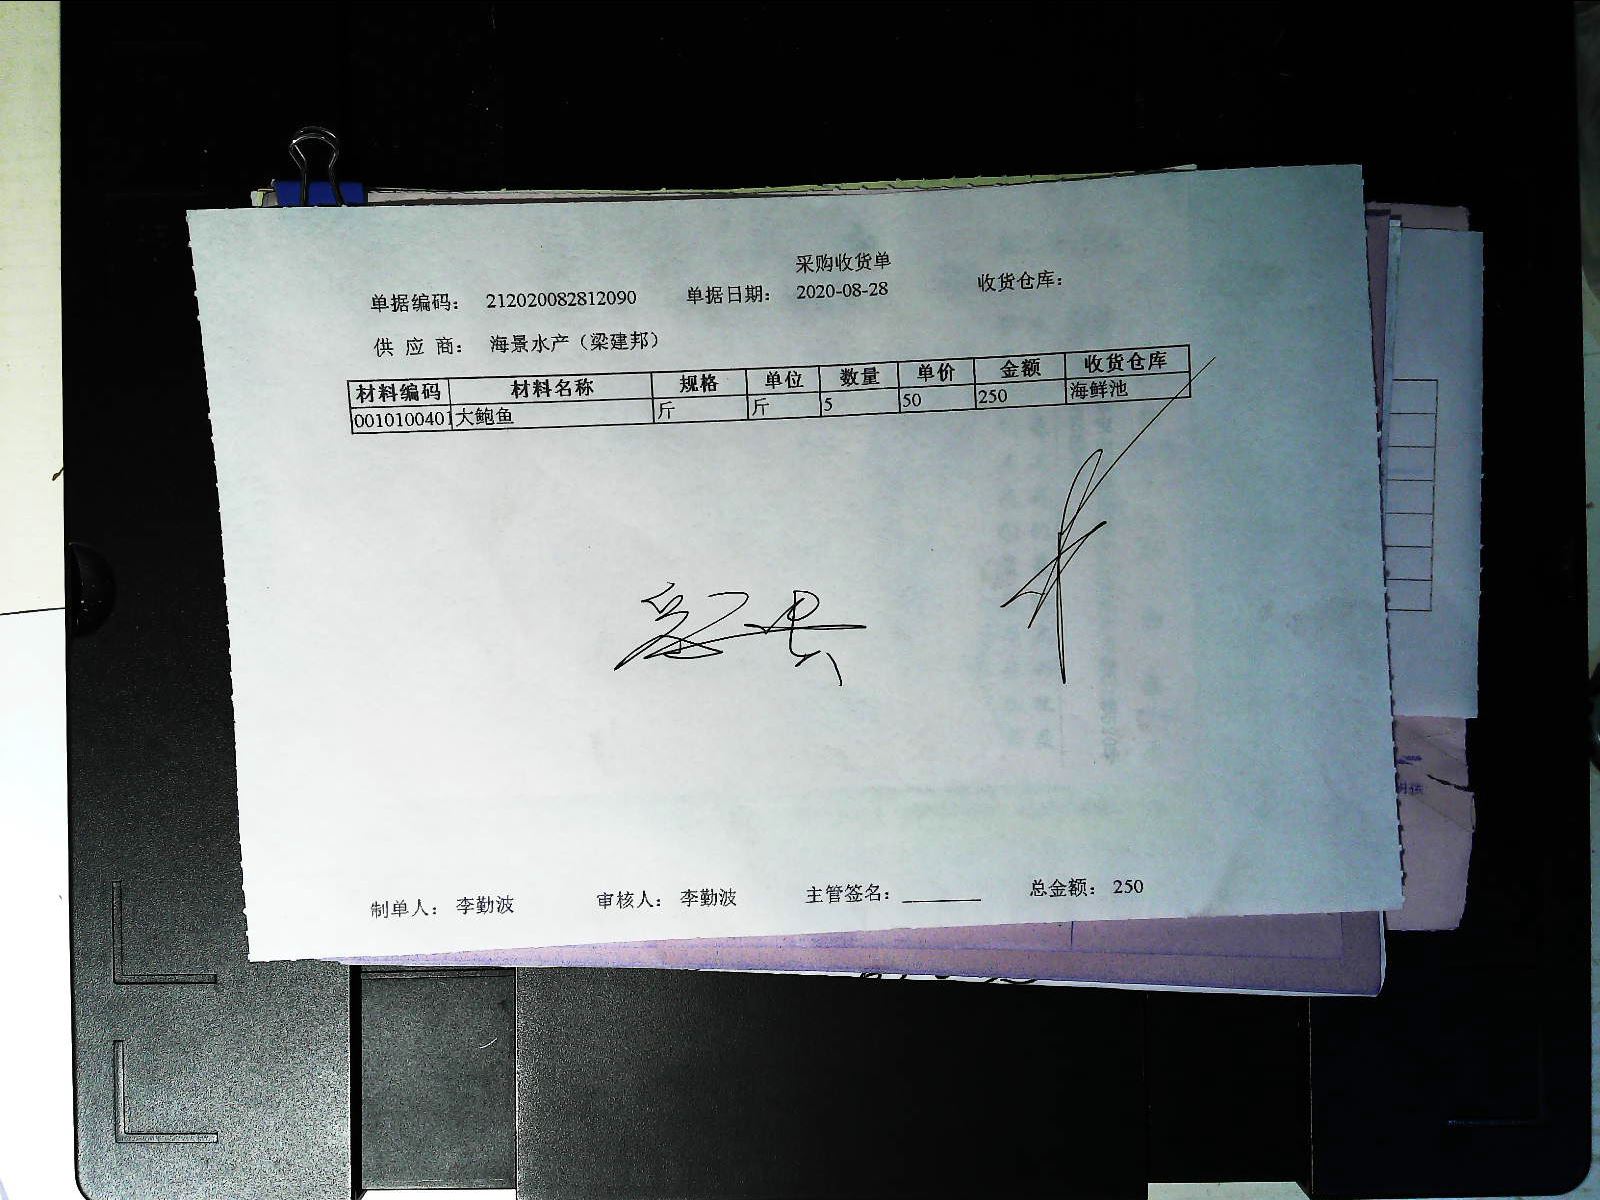 采购收货单
单据编码： 212020082812090 单据日期： 2020-08-28 收货仓库：
供 应 商： 海景水产（梁建邦）
材料编码 材料名称 规格 单位 数量 单价 金额 收货仓库
0010100401 大鲍鱼 斤 斤 5 50 250 海鲜池
制单人： 李勤波 审核人： 李勤波 主管签名： 总金额： 250